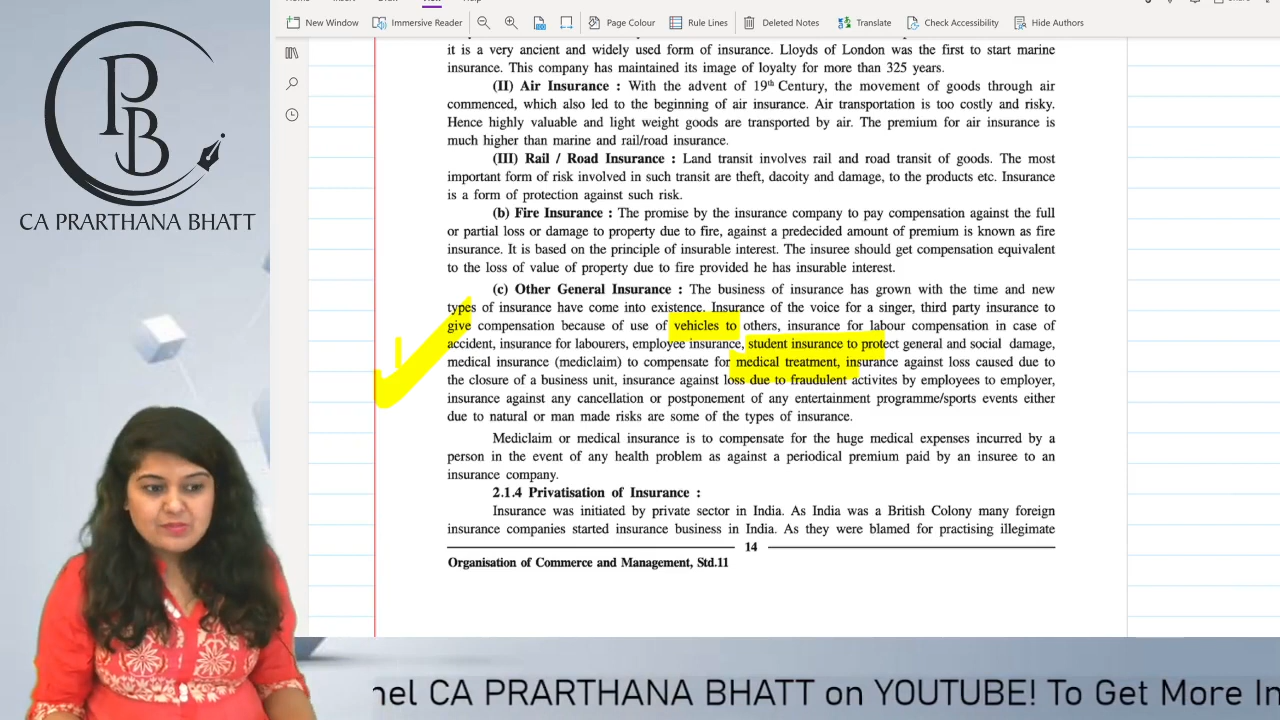 New Window
Immersive Reader
Page Colour
Rule Lines
Deleted Notes
Translate
Check Accessibility
Hide Authors
PB
CA PRARTHANA BHATT
it is a very ancient and widely used form of insurance. Lloyds of London was the first to start marine
insurance. This company has maintained its image of loyalty for more than 325 years.
(II) Air Insurance : With the advent of 19th Century, the movement of goods through air
commenced, which also led to the beginning of air insurance. Air transportation is too costly and risky.
Hence highly valuable and light weight goods are transported by air. The premium for air insurance is
much higher than marine and rail/road insurance.
(III) Rail / Road Insurance : Land transit involves rail and road transit of goods. The most
important form of risk involved in such transit are theft, dacoity and damage, to the products etc. Insurance
is a form of protection against such risk.
(b) Fire Insurance : The promise by the insurance company to pay compensation against the full
or partial loss or damage to property due to fire, against a predecided amount of premium is known as fire
insurance. It is based on the principle of insurable interest. The insuree should get compensation equivalent
to the loss of value of property due to fire provided he has insurable interest.
(c) Other General Insurance : The business of insurance has grown with the time and new
types of insurance have come into existence. Insurance of the voice for a singer, third party insurance to
give compensation because of use of vehicles to others, insurance for labour compensation in case of
accident, insurance for labourers, employee insurance, student insurance to protect general and social damage,
medical insurance (mediclaim) to compensate for medical treatment, insurance against loss caused due to
the closure of a business unit, insurance against loss due to fraudulent activites by employees to employer,
insurance against any cancellation or postponement of any entertainment programme/sports events either
due to natural or man made risks are some of the types of insurance.
Mediclaim or medical insurance is to compensate for the huge medical expenses incurred by a
person in the event of any health problem as against a periodical premium paid by an insuree to an
insurance company.
2.1.4 Privatisation of Insurance :
Insurance was initiated by private sector in India. As India was a British Colony many foreign
insurance companies started insurance business in India. As they were blamed for practising illegimate
14
Organisation of Commerce and Management, Std.11
nel CA PRARTHANA BHATT on YOUTUBE! To Get More In